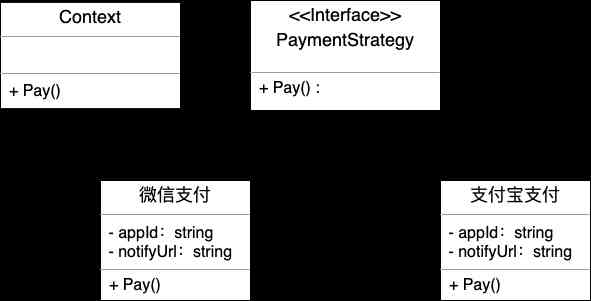 Context
+ Pay()
<<Interface>>
PaymentStrategy
+ Pay() :
微信支付
- appId：string
- notifyUrl：string
+ Pay()
支付宝支付
- appId：string
- notifyUrl：string
+ Pay()